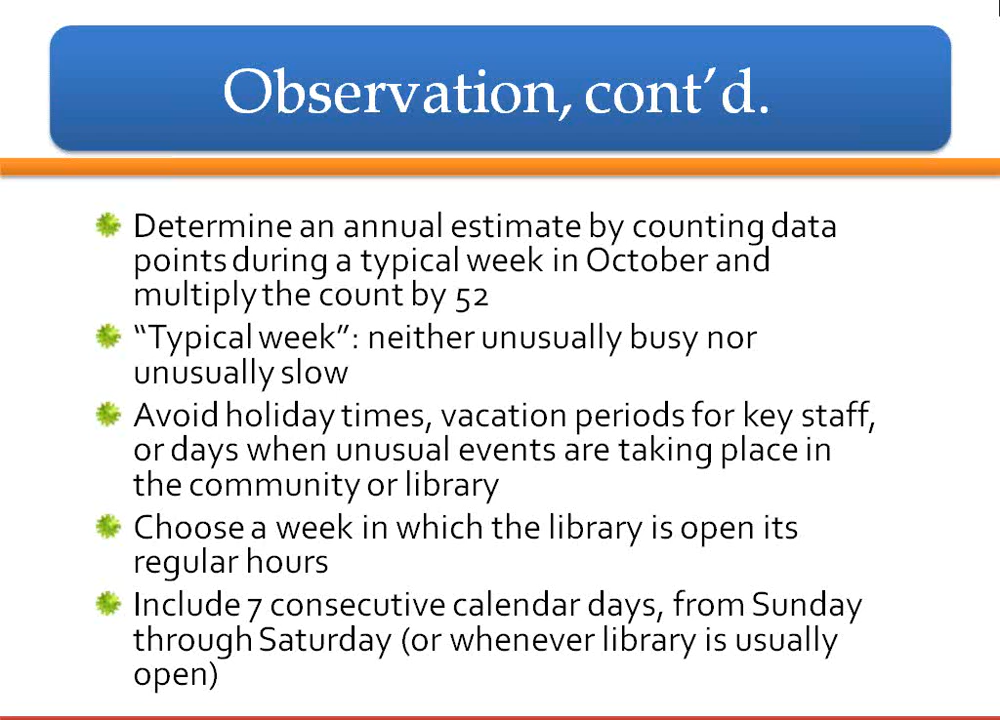 Observation, cont’d.
Determine an annual estimate by counting data
points during a typical week in October and
multiply the count by 52
“Typical week”: neither unusually busy nor
unusually slow
Avoid holiday times, vacation periods for key staff,
or days when unusual events are taking place in
the community or library
Choose a week in which the library is open its
regular hours
Include 7 consecutive calendar days, from Sunday
through Saturday (or whenever library is usually
open)